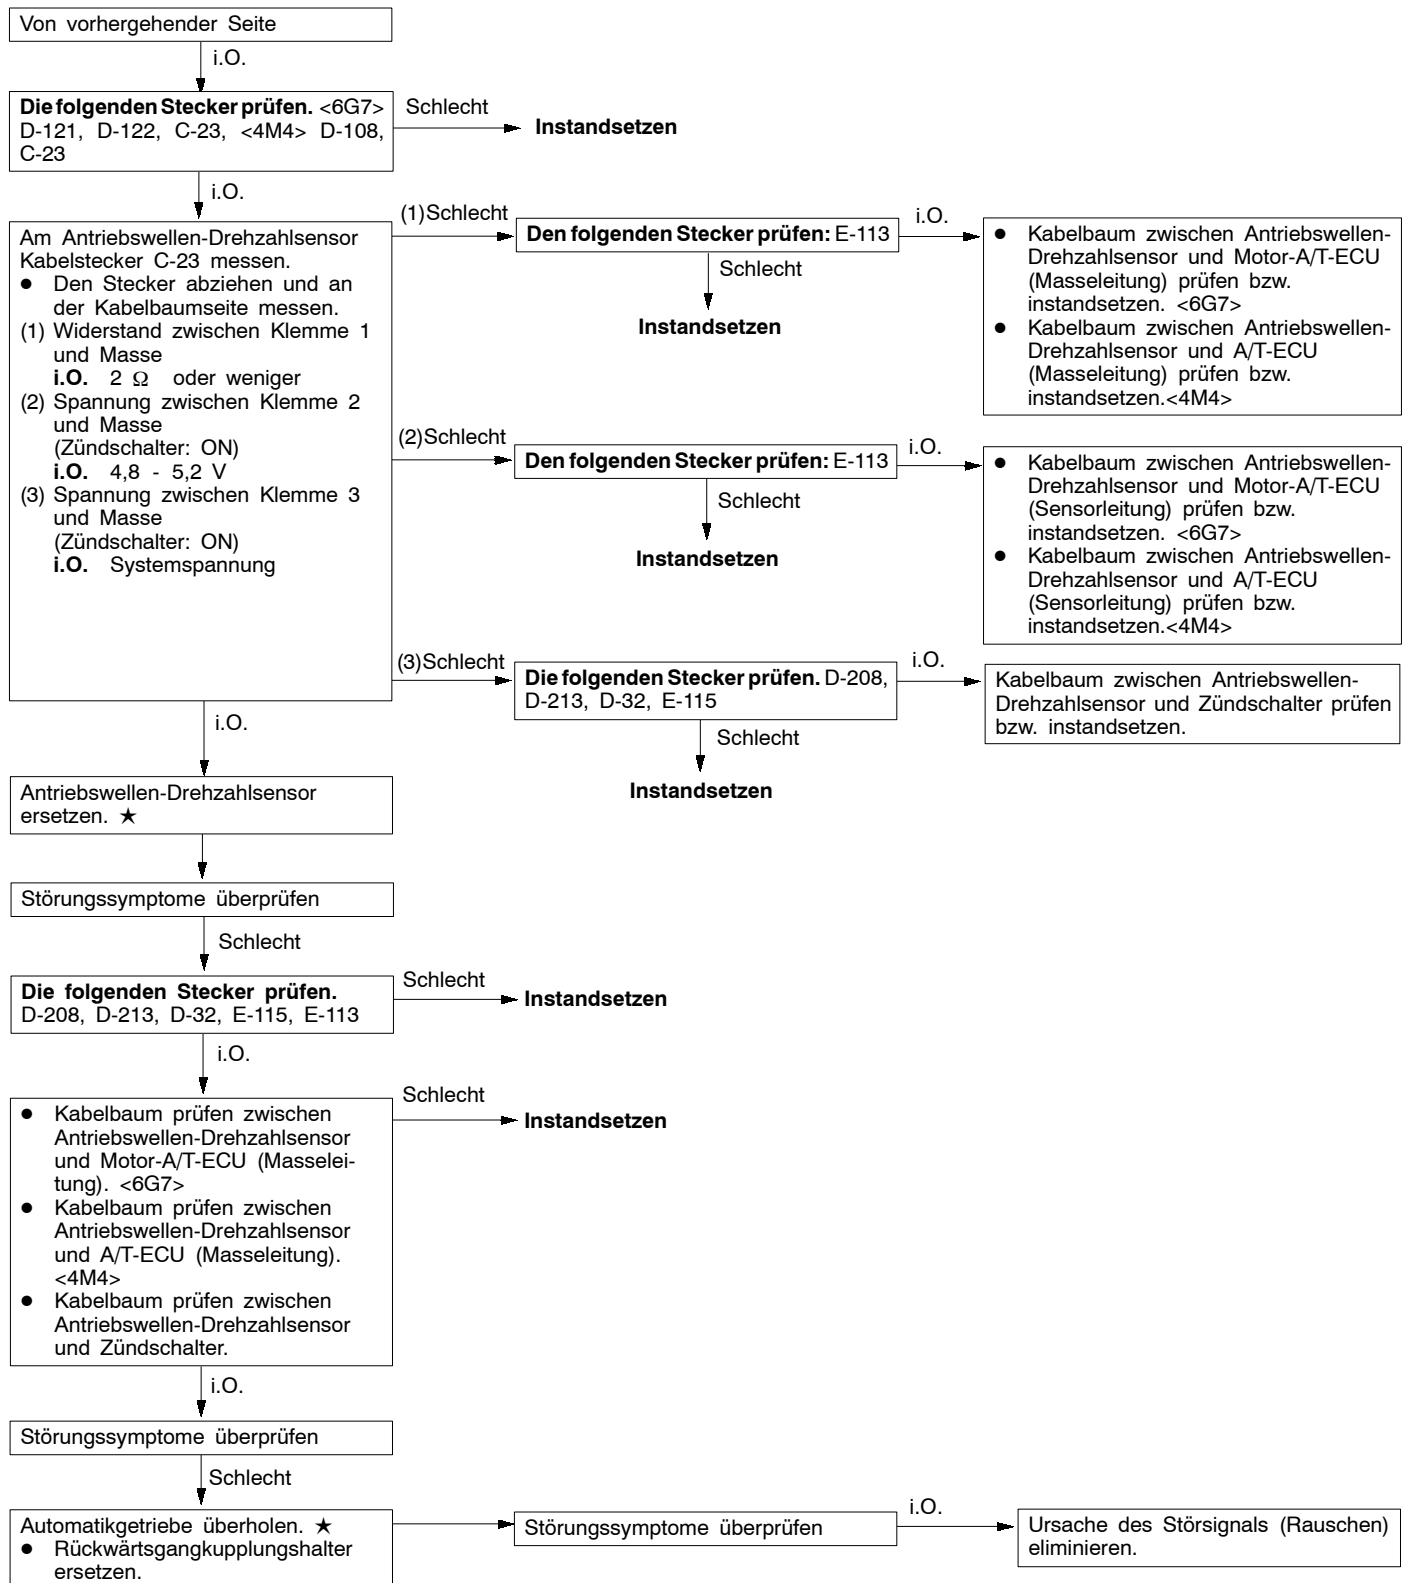 Von vorhergehender Seite
i.O.
Die folgenden Stecker prüfen. <6G7>
D-121, D-122, C-23, <4M4> D-108,
C-23
Schlecht
Instandsetzen
i.O.
Am Antriebswellen-Drehzahlsensor
Kabelstecker C-23 messen.
● Den Stecker abziehen und an
der Kabelbaumseite messen.
(1) Widerstand zwischen Klemme 1
und Masse
i.O. 2 Ω oder weniger
(2) Spannung zwischen Klemme 2
und Masse
(Zündschalter: ON)
i.O. 4,8 - 5,2 V
(3) Spannung zwischen Klemme 3
und Masse
(Zündschalter: ON)
i.O. Systemspannung
(1)Schlecht
Den folgenden Stecker prüfen: E-113
Schlecht
Instandsetzen
i.O.
● Kabelbaum zwischen Antriebswellen-
Drehzahlsensor und Motor-A/T-ECU
(Masseleitung) prüfen bzw.
instandsetzen. <6G7>
● Kabelbaum zwischen Antriebswellen-
Drehzahlsensor und A/T-ECU
(Masseleitung) prüfen bzw.
instandsetzen.<4M4>
(2)Schlecht
Den folgenden Stecker prüfen: E-113
Schlecht
Instandsetzen
i.O.
● Kabelbaum zwischen Antriebswellen-
Drehzahlsensor und Motor-A/T-ECU
(Sensorleitung) prüfen bzw.
instandsetzen. <6G7>
● Kabelbaum zwischen Antriebswellen-
Drehzahlsensor und A/T-ECU
(Sensorleitung) prüfen bzw.
instandsetzen.<4M4>
(3)Schlecht
Die folgenden Stecker prüfen. D-208,
D-213, D-32, E-115
Schlecht
Instandsetzen
i.O.
Kabelbaum zwischen Antriebswellen-
Drehzahlsensor und Zündschalter prüfen
bzw. instandsetzen.
i.O.
Antriebswellen-Drehzahlsensor
ersetzen. ★
Störungssymptome überprüfen
Schlecht
Die folgenden Stecker prüfen.
D-208, D-213, D-32, E-115, E-113
Schlecht
Instandsetzen
i.O.
● Kabelbaum prüfen zwischen
Antriebswellen-Drehzahlsensor
und Motor-A/T-ECU (Masselei-
tung). <6G7>
● Kabelbaum prüfen zwischen
Antriebswellen-Drehzahlsensor
und A/T-ECU (Masseleitung).
<4M4>
● Kabelbaum prüfen zwischen
Antriebswellen-Drehzahlsensor
und Zündschalter.
Schlecht
Instandsetzen
i.O.
Störungssymptome überprüfen
Schlecht
Automatikgetriebe überholen. ★
● Rückwärtsgangkupplungshalter
ersetzen.
Störungssymptome überprüfen
i.O.
Ursache des Störsignals (Rauschen)
eliminieren.